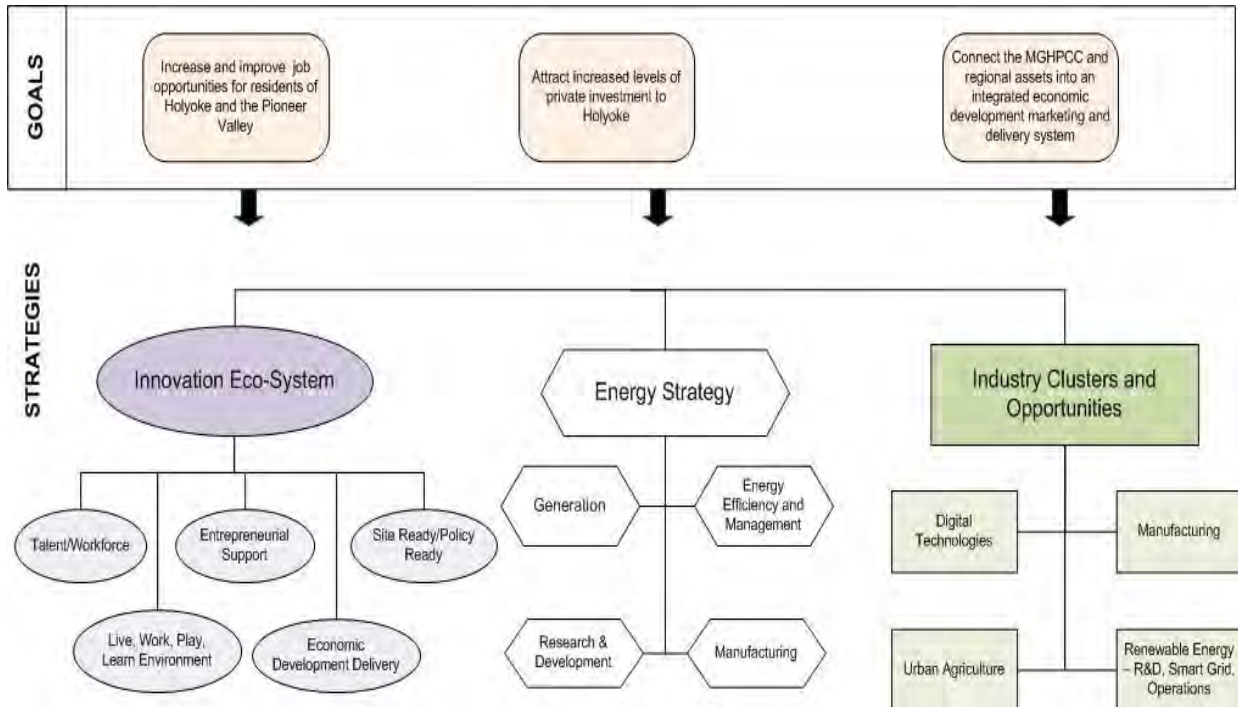 GOALS
Increase and improve job
opportunities for residents of
Holyoke and the Pioneer
Valley
Attract increased levels of
private investment to
Holyoke
Connect the MGHPCC and
regional assets into an
integrated economic
development marketing and
delivery system
STRATEGIES
Innovation Eco-System
Energy Strategy
Industry Clusters and
Opportunities
Talent/Workforce
Entrepreneurial
Support
Site Ready/Policy
Ready
Live, Work, Play,
Learn Environment
Economic
Development Delivery
Generation
Energy
Efficiency and
Management
Research &
Development
Manufacturing
Digital
Technologies
Manufacturing
Urban Agriculture
Renewable Energy
– R&D, Smart Grid,
Operations